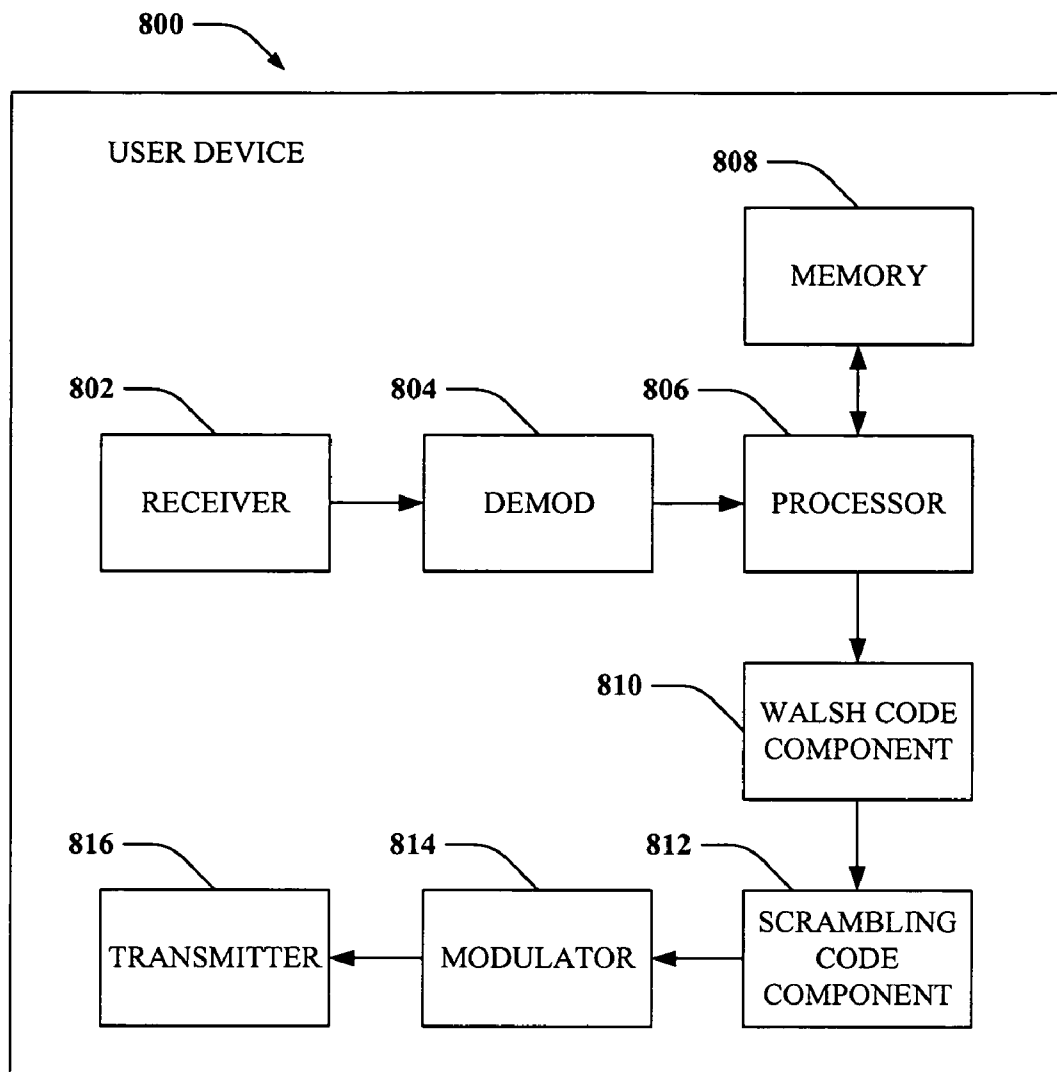 800
USER DEVICE
808
MEMORY
802
804
806
RECEIVER
DEMOD
PROCESSOR
810
WALSH CODE
COMPONENT
816
814
812
TRANSMITTER
MODULATOR
SCRAMBLING
CODE
COMPONENT